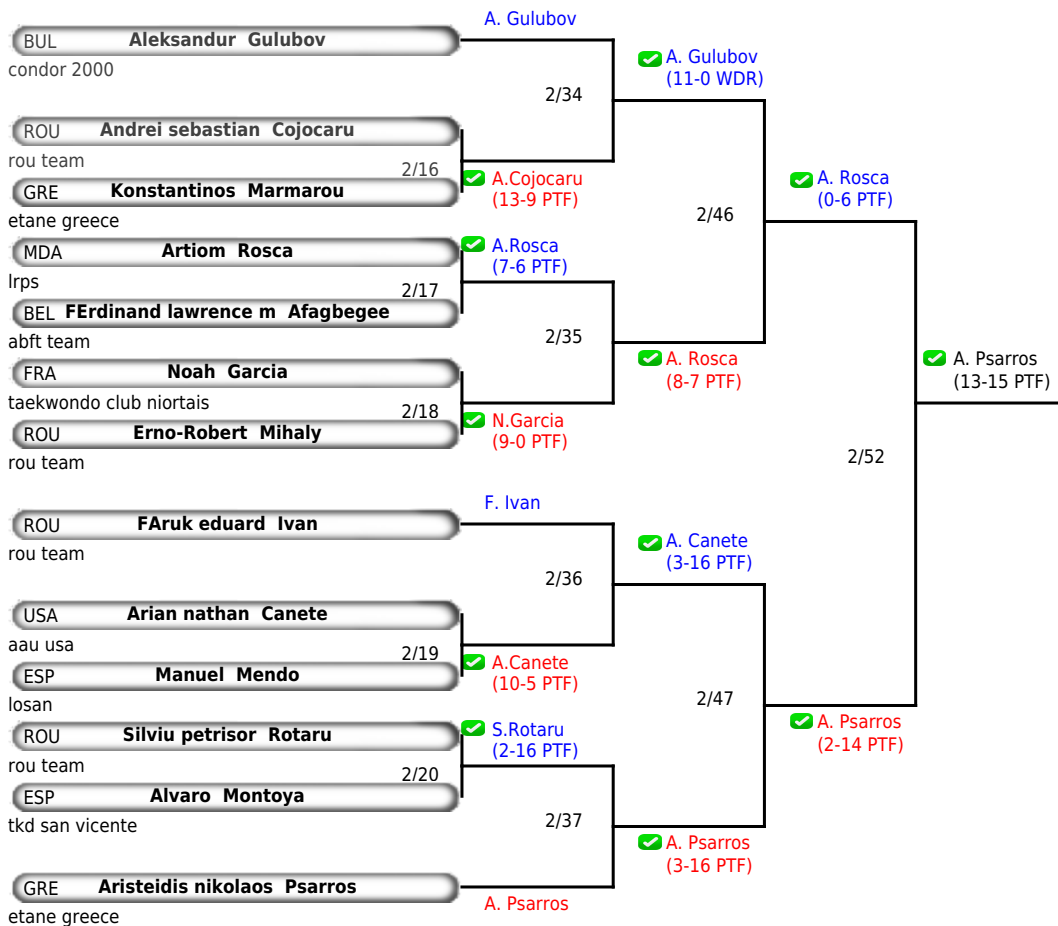 A. Gulubov
BUL Aleksandur Gulubov
condor 2000
A. Gulubov
(11-0 WDR)
2/34
ROU Andrei sebastian Cojocaru
rou team
2/16
GRE Konstantinos Marmarou
etane greece
A.Cojocaru
(13-9 PTF)
A. Rosca
(0-6 PTF)
2/46
MDA Artiom Rosca
lrps
A.Rosca
(7-6 PTF)
2/17
BEL FErdinand lawrence m Afagbegee
abft team
2/35
FRA Noah Garcia
taekwondo club niortais
A. Rosca
(8-7 PTF)
A. Psarros
(13-15 PTF)
2/18
ROU Erno-Robert Mihaly
rou team
N.Garcia
(9-0 PTF)
2/52
F. Ivan
ROU FAruk eduard Ivan
rou team
A. Canete
(3-16 PTF)
2/36
USA Arian nathan Canete
aau usa
2/19
ESP Manuel Mendo
losan
A.Canete
(10-5 PTF)
2/47
ROU Silviu petrisor Rotaru
rou team
S.Rotaru
(2-16 PTF)
A. Psarros
(2-14 PTF)
2/20
ESP Alvaro Montoya
tkd san vicente
2/37
A. Psarros
(3-16 PTF)
GRE Aristeidis nikolaos Psarros
etane greece
A. Psarros